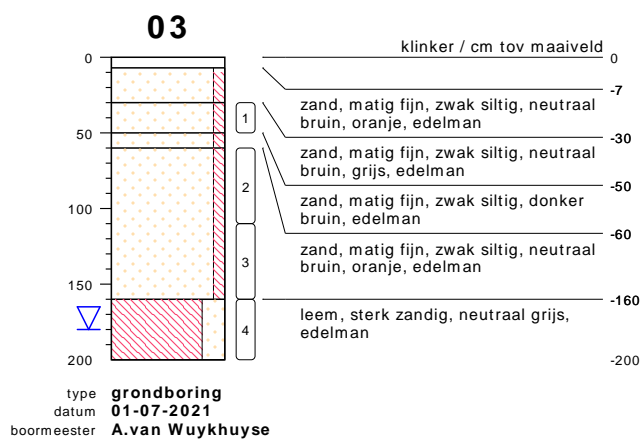 03
klinker / cm tov maaiveld
0
0
-7
zand, matig fijn, zwak siltig, neutraal
bruin, oranje, edelman
-30
1
50
zand, matig fijn, zwak siltig, neutraal
bruin, grijs, edelman
-50
zand, matig fijn, zwak siltig, donker
bruin, edelman
-60
2
100
zand, matig fijn, zwak siltig, neutraal
bruin, oranje, edelman
3
150
-160
leem, sterk zandig, neutraal grijs,
edelman
4
200
-200
type grondboring
datum 01-07-2021
boormeester A.van Wuykhuyse